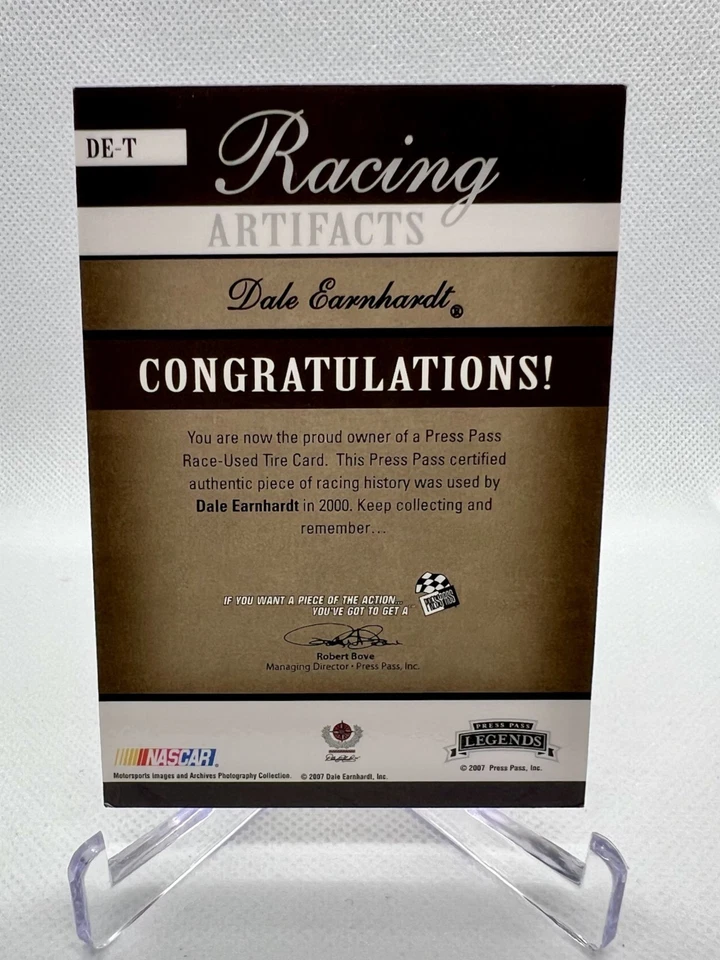 DE-T
Racing
ARTIFACTS
Dale Earnhardt®
CONGRATULATIONS!
You are now the proud owner of a Press Pass
Race-Used Tire Card. This Press Pass certified
authentic piece of racing history was used by
Dale Earnhardt in 2000. Keep collecting and
remember...
IF YOU WANT A PIECE OF THE ACTION...
YOU'VE GOT TO GET A
PRESS PASS
Robert Bove
Managing Director • Press Pass, Inc.
NASCAR
PRESS PASS
LEGENDS
Motorsports Images and Archives Photography Collection. © 2007 Dale Earnhardt, Inc.
© 2007 Press Pass, Inc.